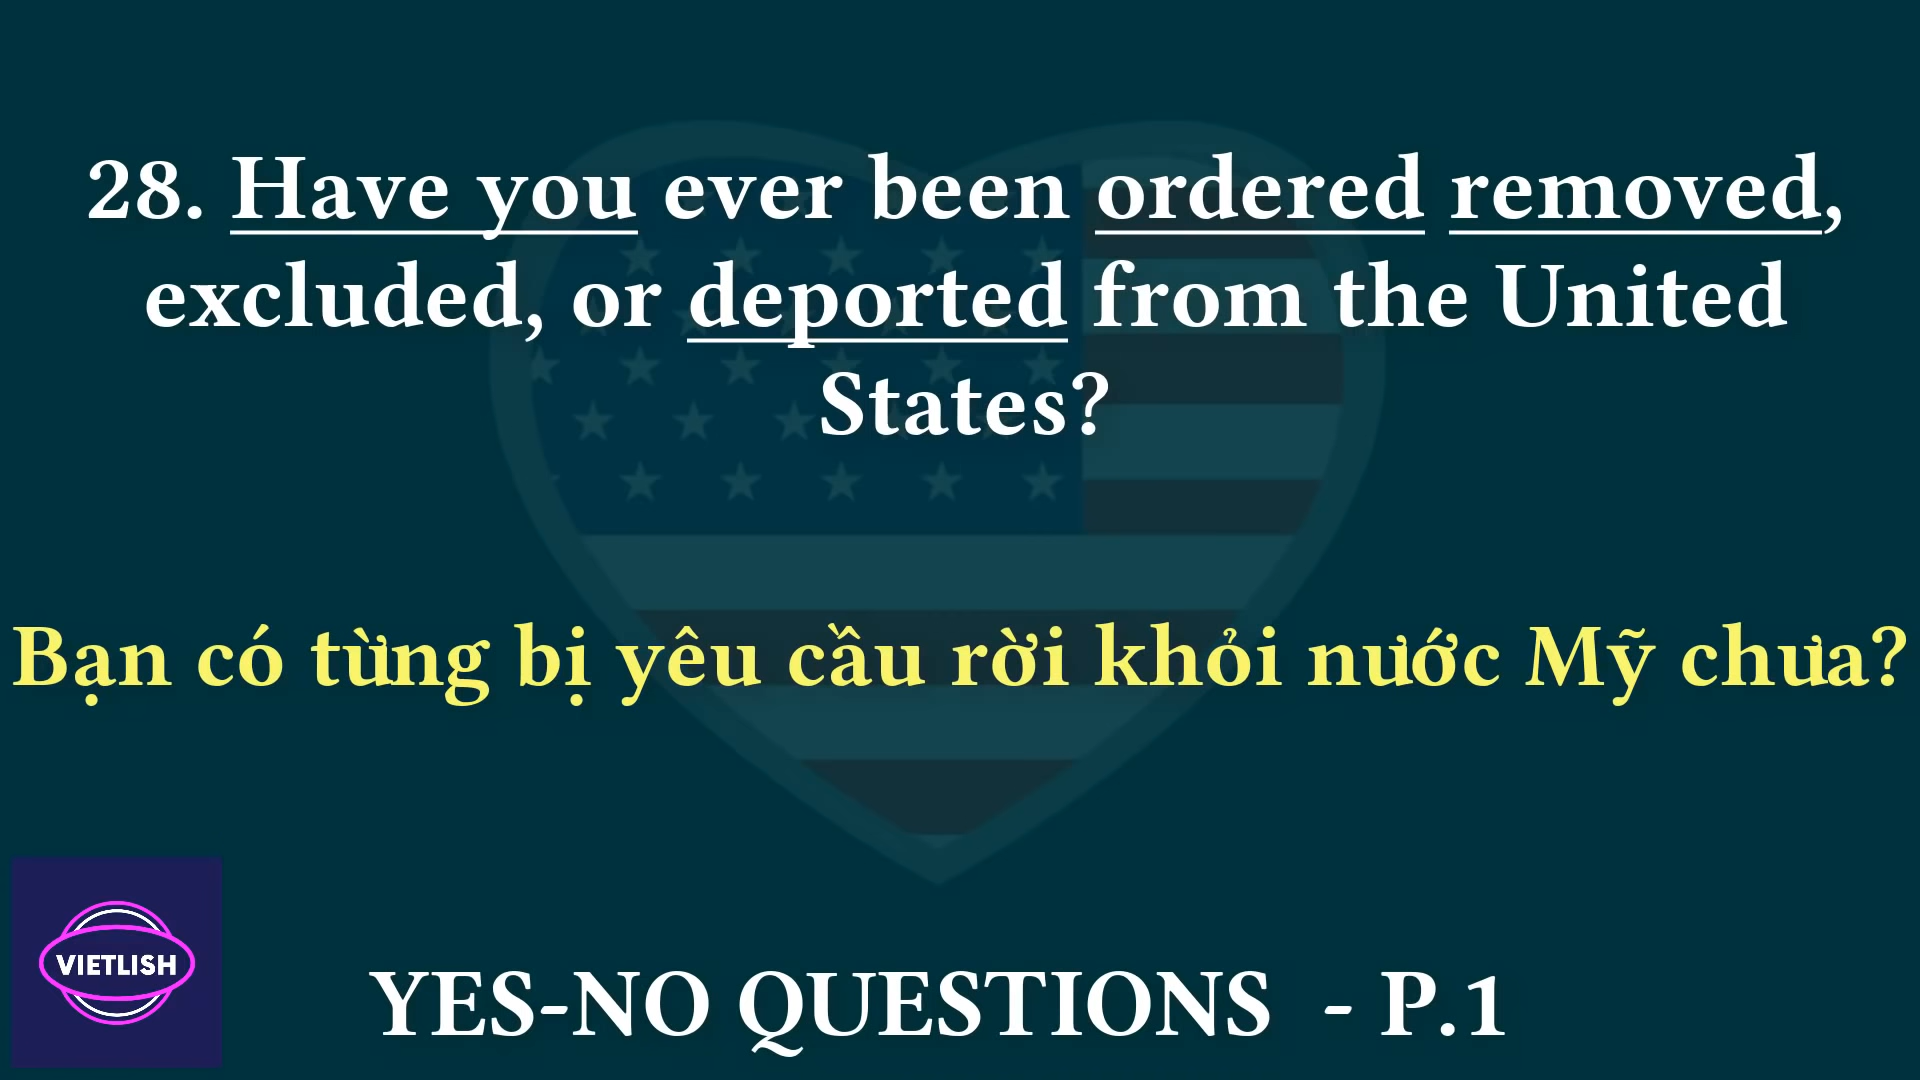 28. Have you ever been ordered removed,
excluded, or deported from the United
States?
Bạn có từng bị yêu cầu rời khỏi nước Mỹ chưa?
VIETLISH
YES-NO QUESTIONS - P.1